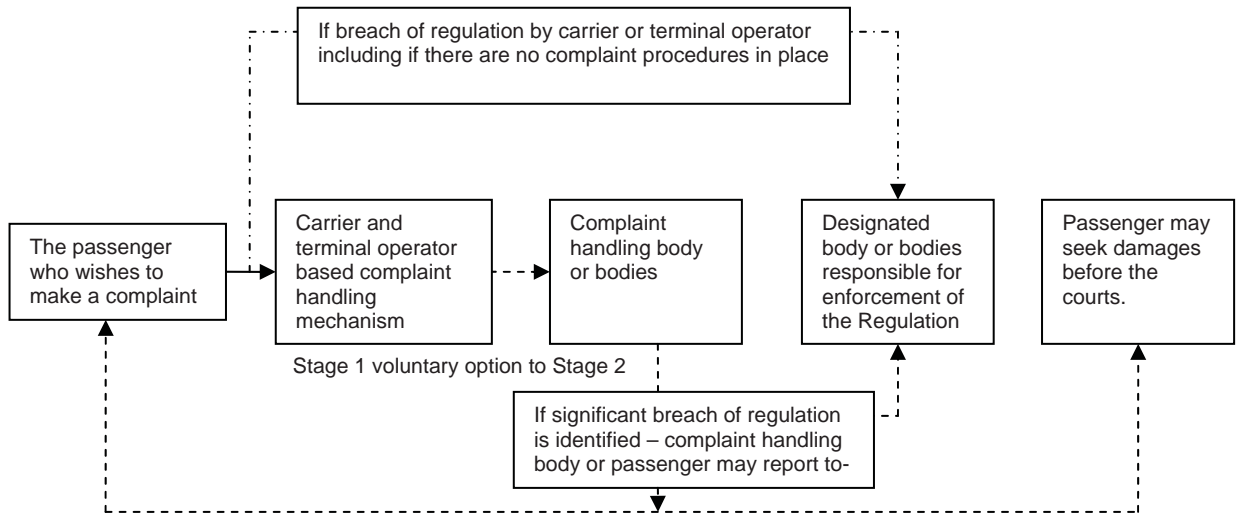 If breach of regulation by carrier or terminal operator
including if there are no complaint procedures in place
The passenger
who wishes to
make a complaint
Carrier and
terminal operator
based complaint
handling
mechanism
Complaint
handling body
or bodies
Designated
body or bodies
responsible for
enforcement of
the Regulation
Passenger may
seek damages
before the
courts.
Stage 1 voluntary option to Stage 2
If significant breach of regulation
is identified – complaint handling
body or passenger may report to-